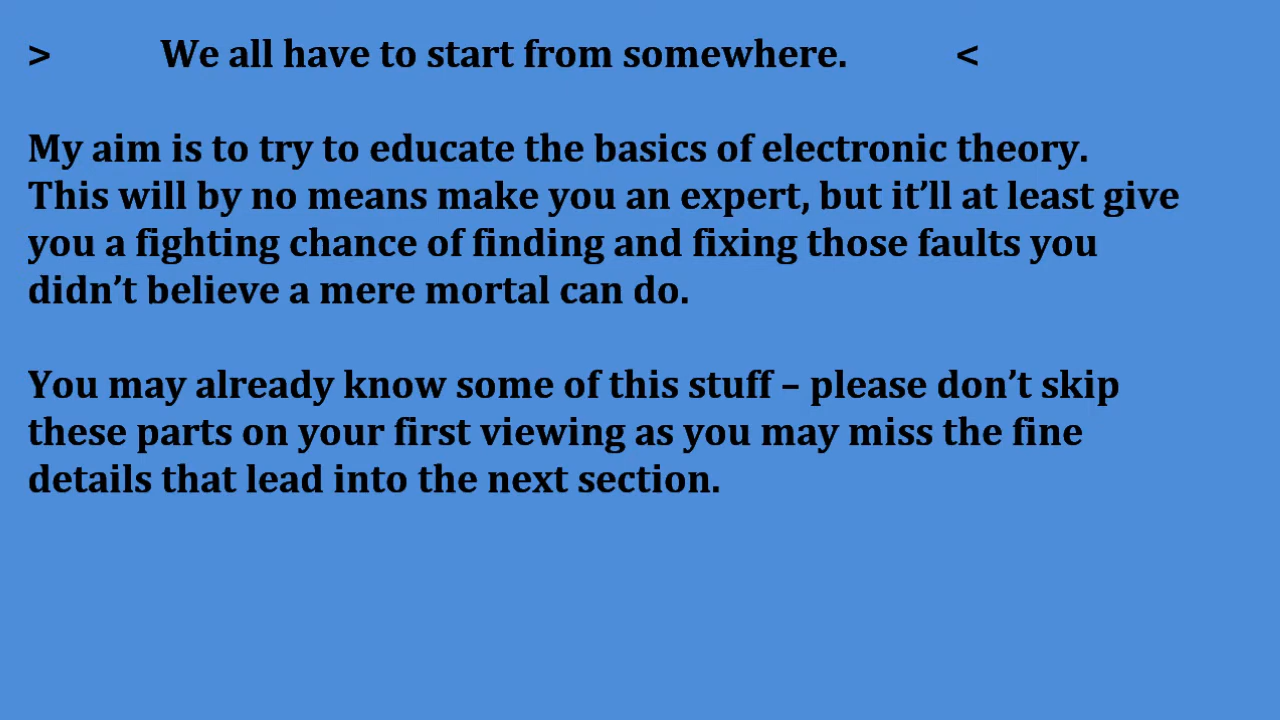 > We all have to start from somewhere. <
My aim is to try to educate the basics of electronic theory.
This will by no means make you an expert, but it’ll at least give
you a fighting chance of finding and fixing those faults you
didn’t believe a mere mortal can do.
You may already know some of this stuff – please don’t skip
these parts on your first viewing as you may miss the fine
details that lead into the next section.